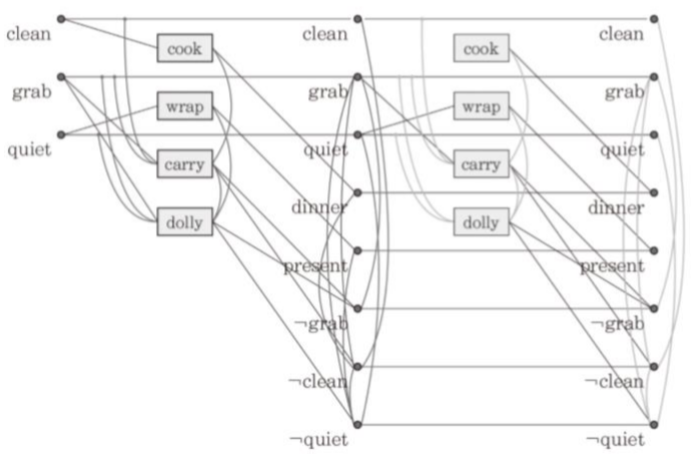 clean
grab
quiet
cook
wrap
carry
dolly
clean
grab
quiet
dinner
present
¬grab
¬clean
¬quiet
cook
wrap
carry
dolly
clean
grab
quiet
dinner
present
¬grab
¬clean
¬quiet